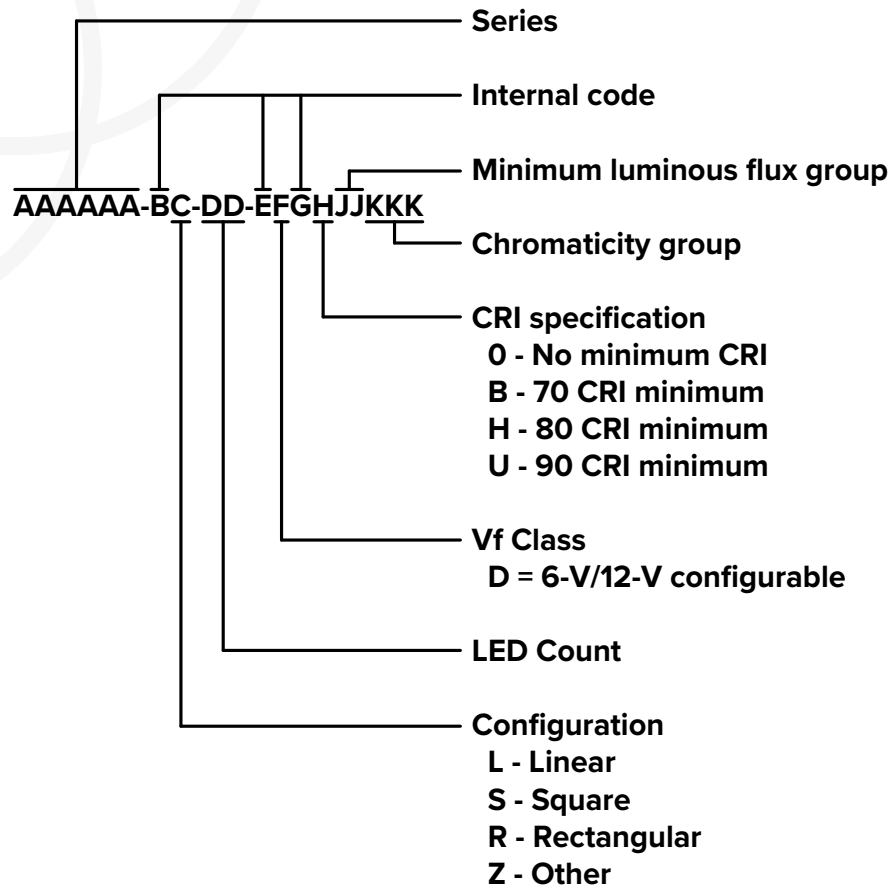 Series
Internal code
Minimum luminous flux group
AAAAAA-BC-DD-EFGHJJKKK
Chromaticity group
CRI specification
0 - No minimum CRI
B - 70 CRI minimum
H - 80 CRI minimum
U - 90 CRI minimum
Vf Class
D = 6-V/12-V configurable
LED Count
Configuration
L - Linear
S - Square
R - Rectangular
Z - Other